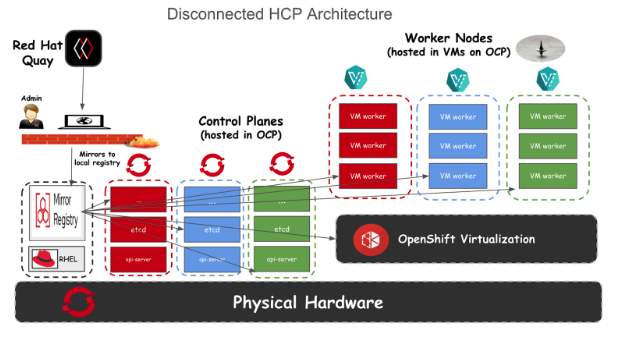 Disconnected HCP Architecture
Red Hat
Quay
Admin
Mirrors to
local registry
Control Planes
(hosted in OCP)
Worker Nodes
(hosted in VMs on OCP)
VM worker
VM worker
VM worker
VM worker
VM worker
VM worker
VM worker
VM worker
VM worker
Mirror
Registry
RHEL
...
etcd
api-server
...
etcd
api-server
...
etcd
api-server
OpenShift Virtualization
Physical Hardware